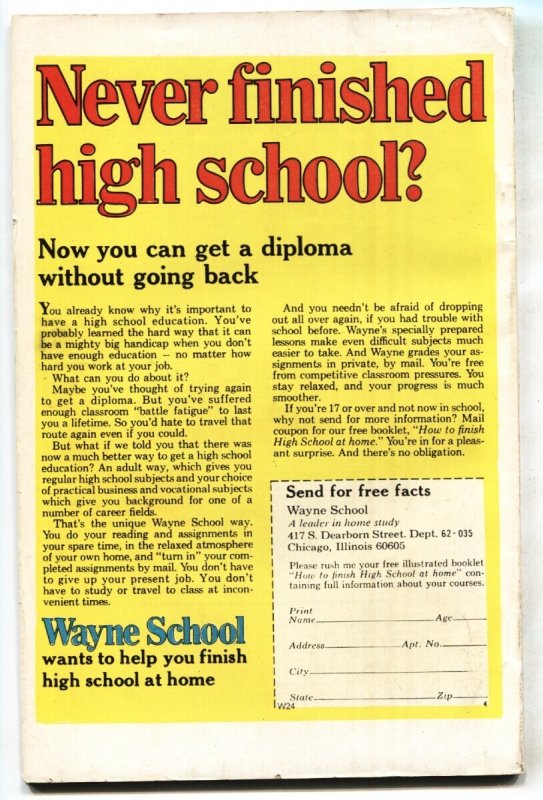 Never finished
high school?
Now you can get a diploma
without going back
You already know why it's important to
have a high school education. You've
probably learned the hard way that it can
be a mighty big handicap when you don't
have enough education – no matter how
hard you work at your job.
What can you do about it?
Maybe you've thought of trying again
to get a diploma. But you've suffered
enough classroom "battle fatigue" to last
you a lifetime. So you'd hate to travel that
route again even if you could.
But what if we told you that there was
now a much better way to get a high school
education? An adult way, which gives you
regular high school subjects and your choice
of practical business and vocational subjects
which give you background for one of a
number of career fields.
That's the unique Wayne School way.
You do your reading and assignments in
your spare time, in the relaxed atmosphere
of your own home, and "turn in" your com-
pleted assignments by mail. You don't have
to give up your present job. You don't
have to study or travel to class at incon-
venient times.
Wayne School
wants to help you finish
high school at home
And you needn't be afraid of dropping
out all over again, if you had trouble with
school before. Wayne's specially prepared
lessons make even difficult subjects much
easier to take. And Wayne grades your as-
signments in private, by mail. You're free
from competitive classroom pressures. You
stay relaxed, and your progress is much
smoother.
If you're 17 or over and not now in school,
why not send for more information? Mail
coupon for our free booklet, "How to finish
High School at home." You're in for a pleas-
ant surprise. And there's no obligation.
Send for free facts
Wayne School
A leader in home study
417 S. Dearborn Street. Dept. 62-035
Chicago, Illinois 60605
Please rush me your free illustrated booklet
"How to finish High School at home" con-
taining full information about your courses.
Print
Name Age
Address Apt. No.
City
State Zip
W24 4